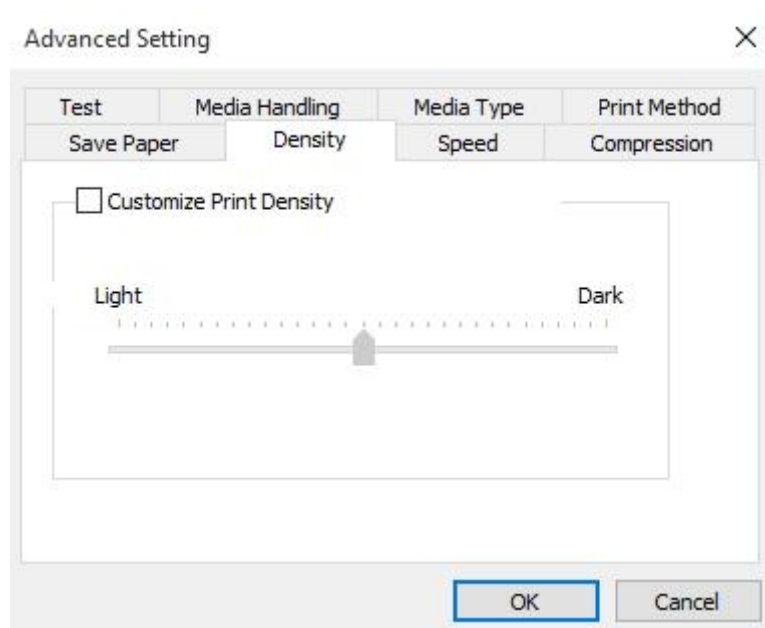 Advanced Setting
Test Media Handling Media Type Print Method
Save Paper Density Speed Compression
Customize Print Density
Light Dark
OK Cancel